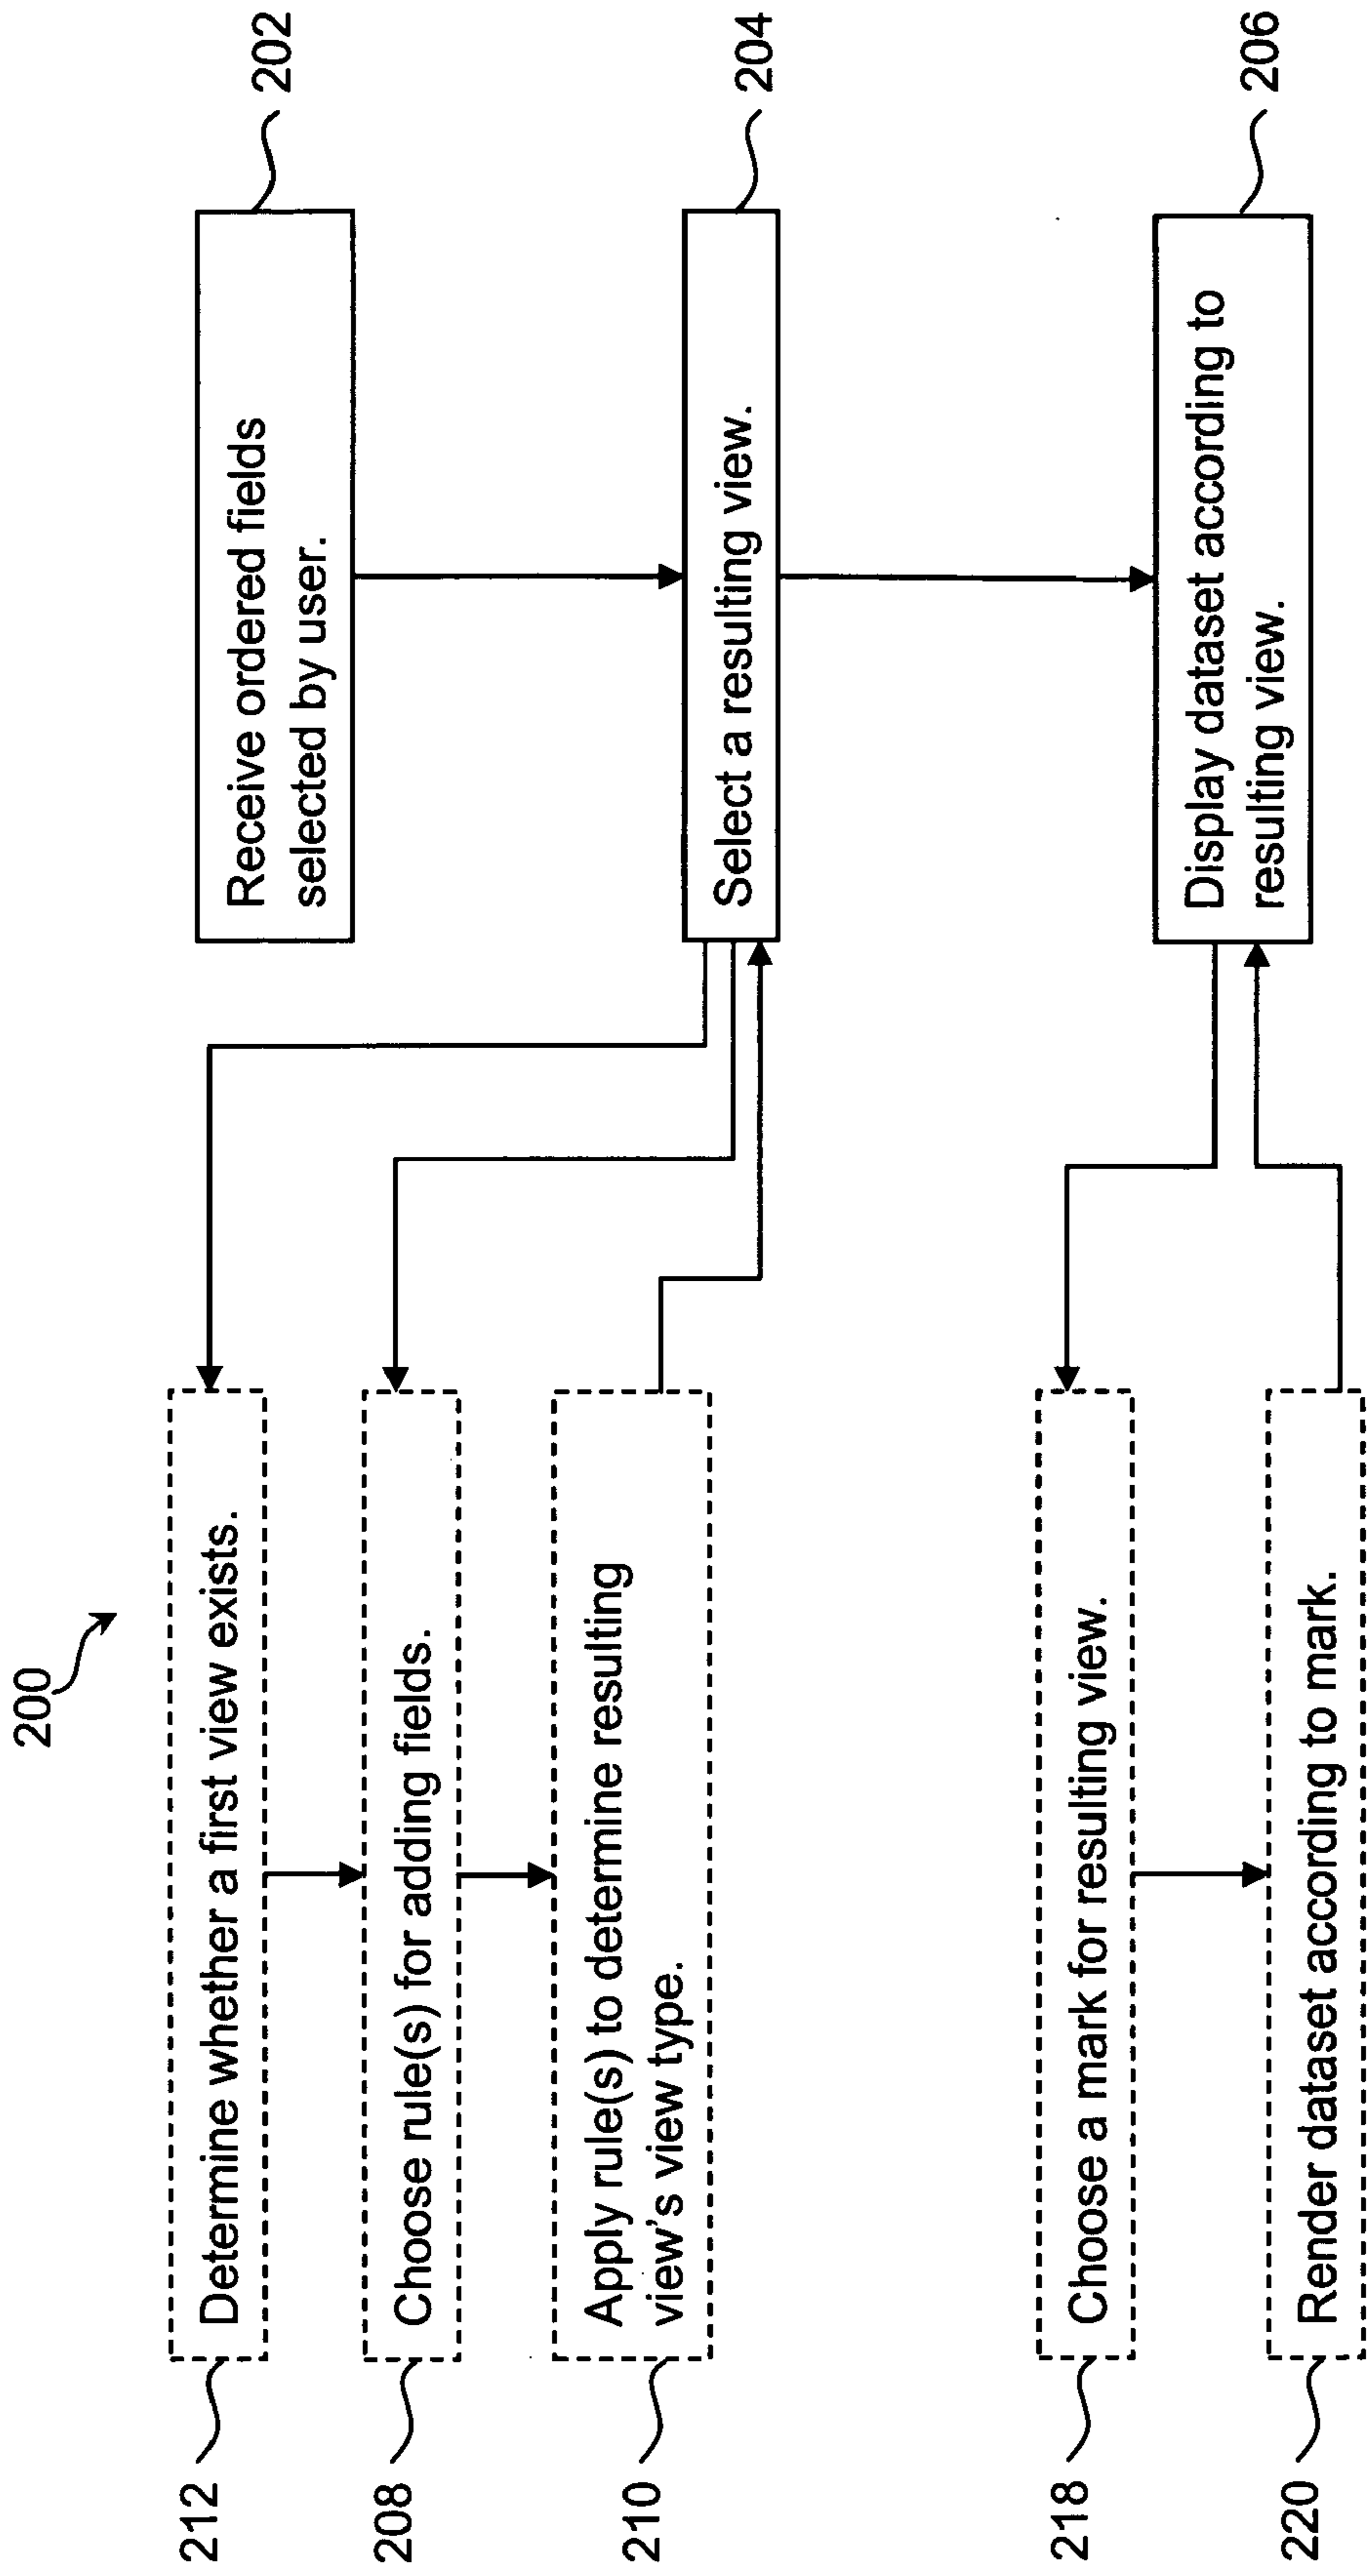 200
212
Determine whether a first view exists.
208
Choose rule(s) for adding fields.
210
Apply rule(s) to determine resulting
view's view type.
218
Choose a mark for resulting view.
220
Render dataset according to mark.
Receive ordered fields
selected by user.
202
Select a resulting view.
204
Display dataset according to
resulting view.
206